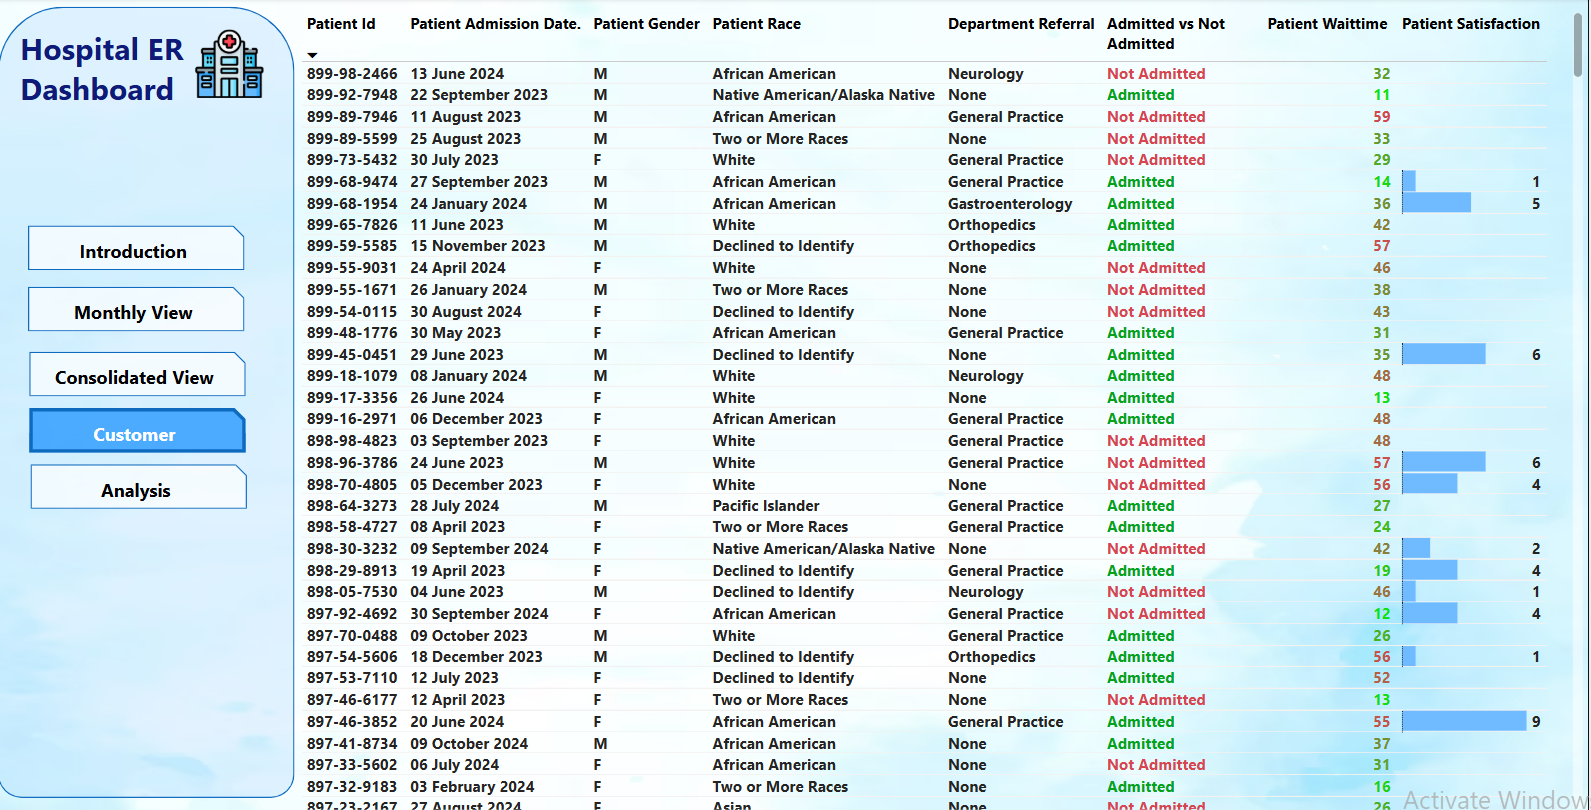 Hospital ER
Dashboard
Introduction
Monthly View
Consolidated View
Customer
Analysis
Patient Id Patient Admission Date. Patient Gender Patient Race Department Referral Admitted vs Not Admitted Patient Waittime Patient Satisfaction
899-98-2466 13 June 2024 M African American Neurology Not Admitted 32
899-92-7948 22 September 2023 M Native American/Alaska Native None Admitted 11
899-89-7946 11 August 2023 M African American General Practice Not Admitted 59
899-89-5599 25 August 2023 M Two or More Races None Not Admitted 33
899-73-5432 30 July 2023 F White General Practice Not Admitted 29
899-68-9474 27 September 2023 M African American General Practice Admitted 14 1
899-68-1954 24 January 2024 M African American Gastroenterology Admitted 36 5
899-65-7826 11 June 2023 M White Orthopedics Admitted 42
899-59-5585 15 November 2023 M Declined to Identify Orthopedics Admitted 57
899-55-9031 24 April 2024 F White None Not Admitted 46
899-55-1671 26 January 2024 M Two or More Races None Not Admitted 38
899-54-0115 30 August 2024 F Declined to Identify None Not Admitted 43
899-48-1776 30 May 2023 F African American General Practice Admitted 31
899-45-0451 29 June 2023 M Declined to Identify None Admitted 35 6
899-18-1079 08 January 2024 M White Neurology Admitted 48
899-17-3356 26 June 2024 F White None Admitted 13
899-16-2971 06 December 2023 F African American General Practice Admitted 48
898-98-4823 03 September 2023 F White General Practice Not Admitted 48
898-96-3786 24 June 2023 M White General Practice Not Admitted 57 6
898-70-4805 05 December 2023 F White None Not Admitted 56 4
898-64-3273 28 July 2024 M Pacific Islander General Practice Admitted 27
898-58-4727 08 April 2023 F Two or More Races General Practice Admitted 24
898-30-3232 09 September 2024 F Native American/Alaska Native None Not Admitted 42 2
898-29-8913 19 April 2023 F Declined to Identify General Practice Admitted 19 4
898-05-7530 04 June 2023 M Declined to Identify Neurology Not Admitted 46 1
897-92-4692 30 September 2024 F African American General Practice Not Admitted 12 4
897-70-0488 09 October 2023 M White General Practice Admitted 26
897-54-5606 18 December 2023 M Declined to Identify Orthopedics Admitted 56 1
897-53-7110 12 July 2023 F Declined to Identify None Admitted 52
897-46-6177 12 April 2023 F Two or More Races None Not Admitted 13
897-46-3852 20 June 2024 F African American General Practice Admitted 55 9
897-41-8734 09 October 2024 M African American None Admitted 37
897-33-5602 06 July 2024 F African American None Not Admitted 31
897-32-9183 03 February 2024 F Two or More Races None Admitted 16
897-23-2167 27 August 2024 F Asian None Not Admitted 26
Activate Window